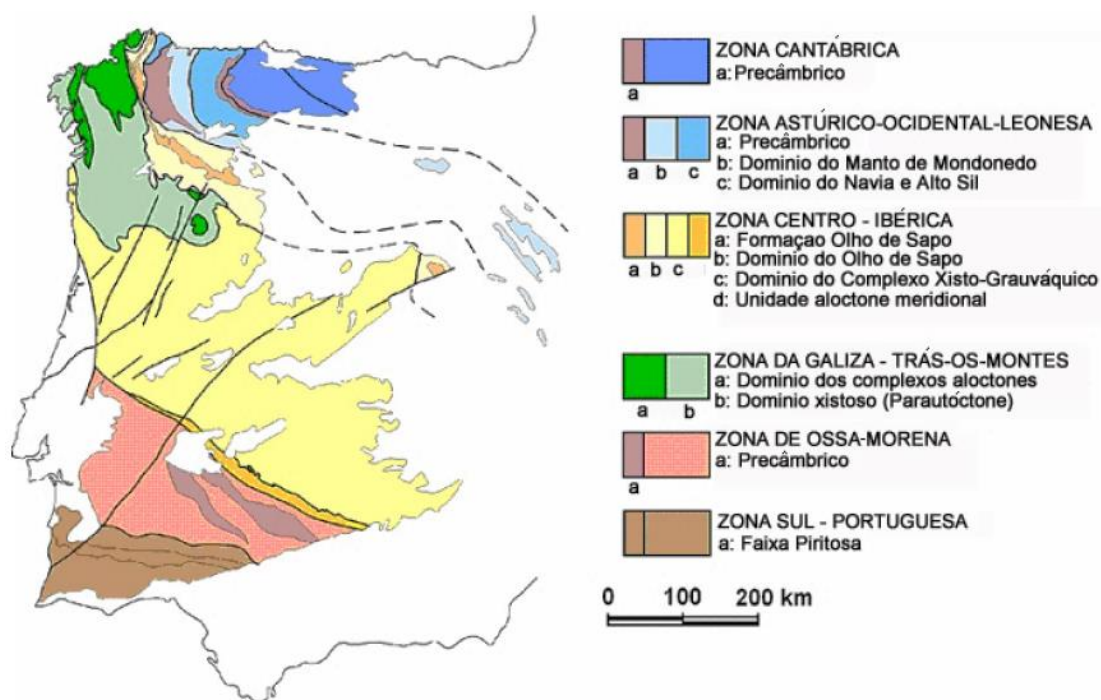 ZONA CANTÁBRICA
a: Precâmbrico
a
ZONA ASTÚRICO-OCIDENTAL-LEONESA
a: Precâmbrico
b: Dominio do Manto de Mondonedo
c: Dominio do Navia e Alto Sil
a b c
ZONA CENTRO - IBÉRICA
a: Formaçao Olho de Sapo
b: Dominio do Olho de Sapo
c: Dominio do Complexo Xisto-Grauváquico
d: Unidade aloctone meridional
a b c
ZONA DA GALIZA - TRÁS-OS-MONTES
a: Dominio dos complexos aloctones
b: Dominio xistoso (Parautóctone)
a b
ZONA DE OSSA-MORENA
a: Precâmbrico
a
ZONA SUL - PORTUGUESA
a: Faixa Piritosa
0 100 200 km